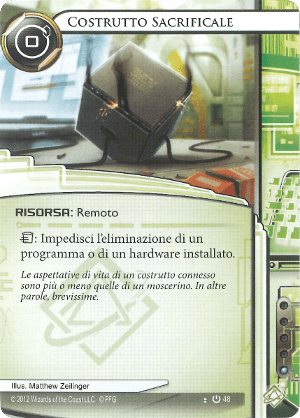 COSTRUTTO SACRIFICALE
0
RISORSA: Remoto
: Impedisci l'eliminazione di un
programma o di un hardware installato.
Le aspettative di vita di un costrutto connesso
sono più o meno quelle di un moscerino. In altre
parole, brevissime.
Illus. Matthew Zeilinger
© 2012 Wizards of the Coast LLC. © FFG
48